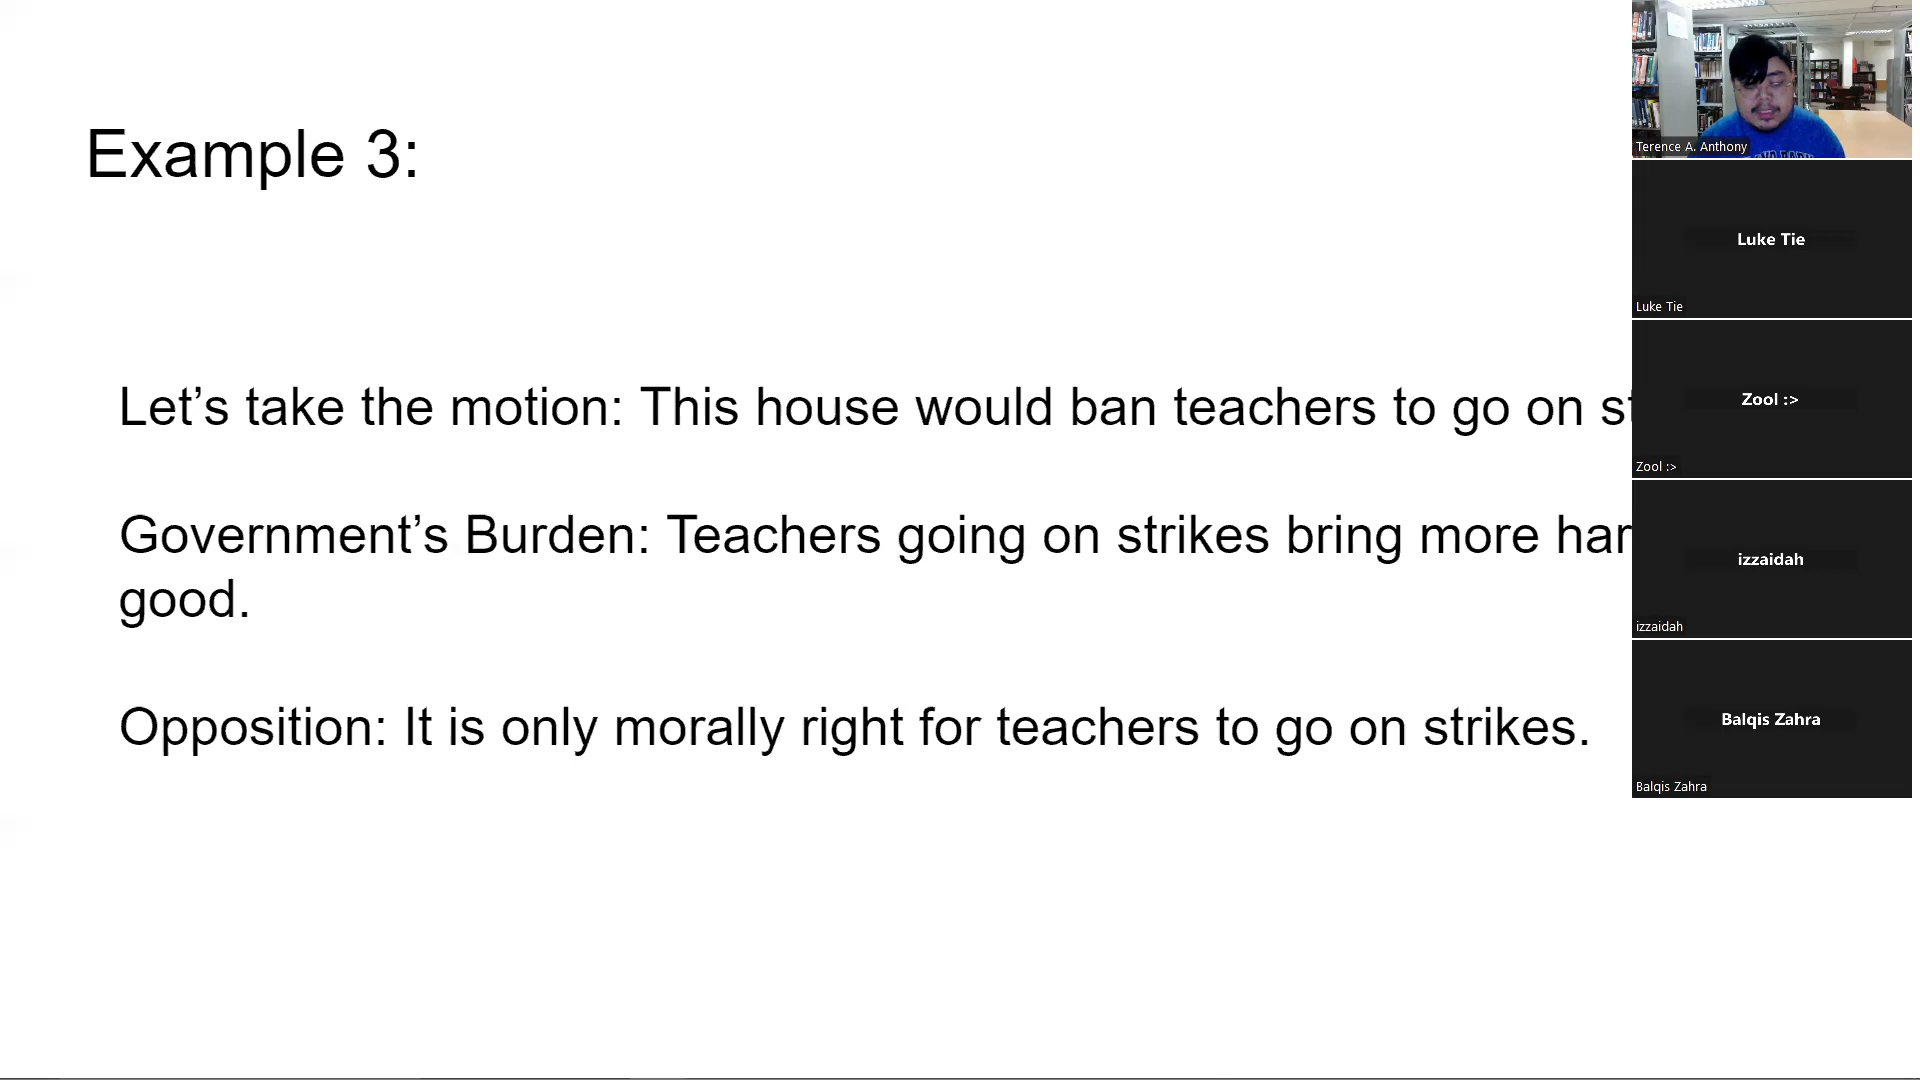 Example 3:
Let’s take the motion: This house would ban teachers to go on
Government’s Burden: Teachers going on strikes bring more
good.
Opposition: It is only morally right for teachers to go on strikes.
Terence A. Anthony
Luke Tie
Luke Tie
Zool :>
Zool :>
izzaidah
izzaidah
Balqis Zahra
Balqis Zahra